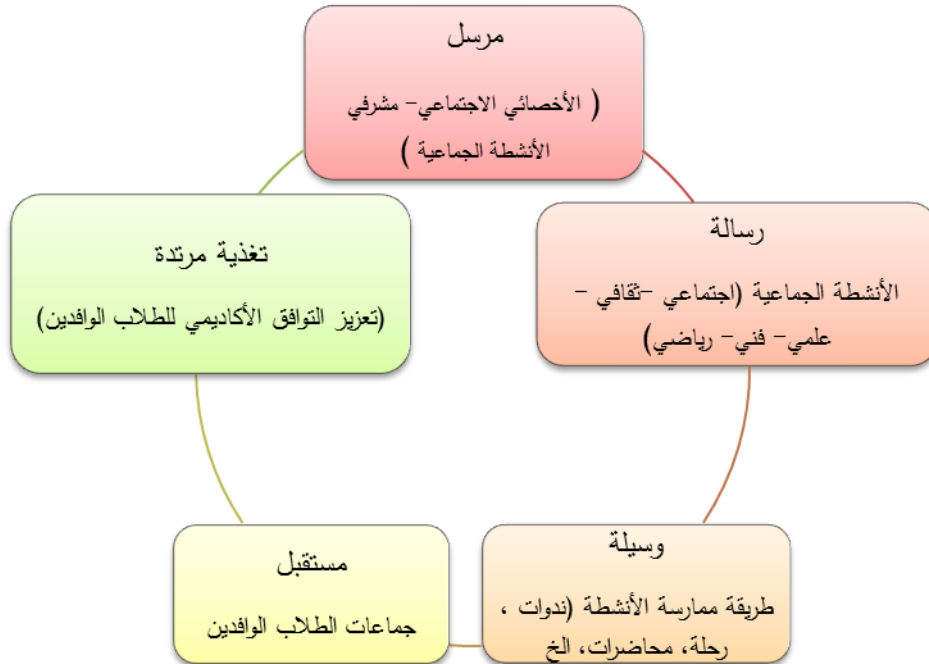 مرسل
( الأخصائي الاجتماعي- مشرفي
الأنشطة الجماعية )
رسالة
الأنشطة الجماعية (اجتماعي -ثقافي -
علمي- فني- رياضي)
وسيلة
طريقة ممارسة الأنشطة (ندوات ،
رحلة، محاضرات، الخ
مستقبل
جماعات الطلاب الوافدين
تغذية مرتدة
(تعزيز التوافق الأكاديمي للطلاب الوافدين)